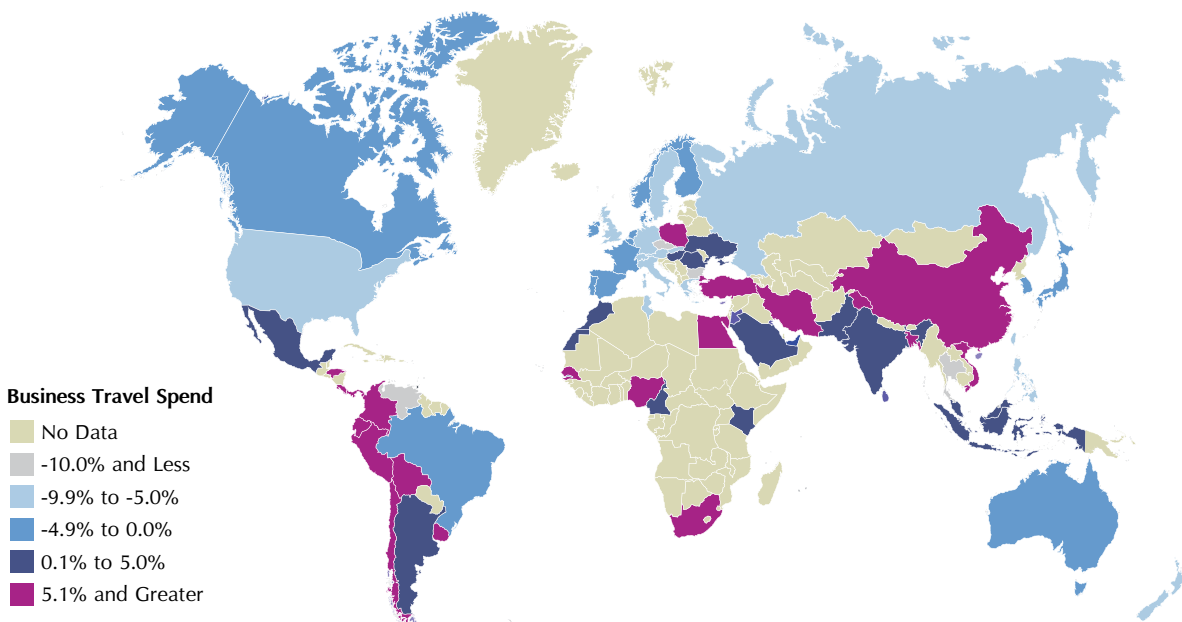 Business Travel Spend
No Data
-10.0% and Less
-9.9% to -5.0%
-4.9% to 0.0%
0.1% to 5.0%
5.1% and Greater